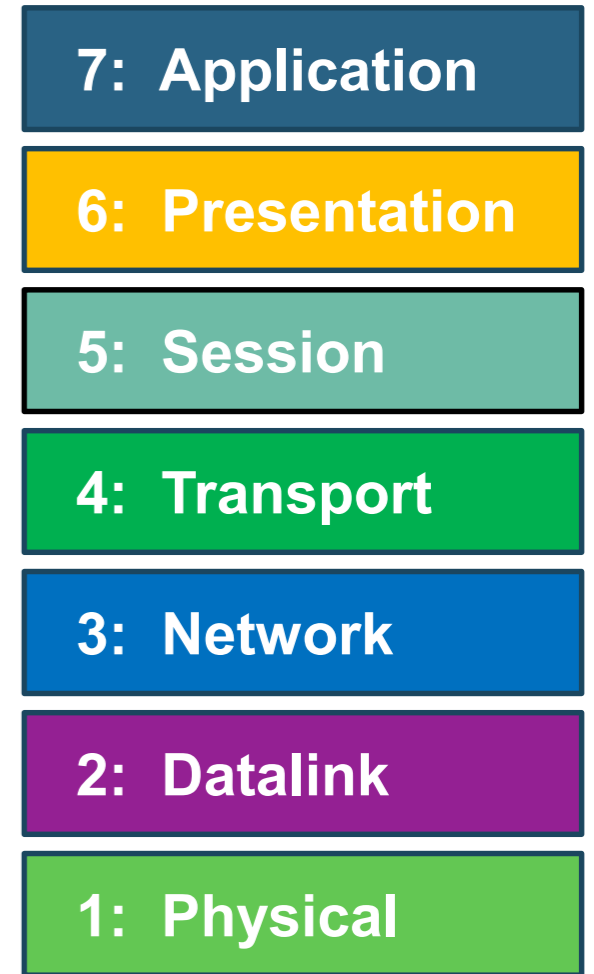 7: Application
6: Presentation
5: Session
4: Transport
3: Network
2: Datalink
1: Physical